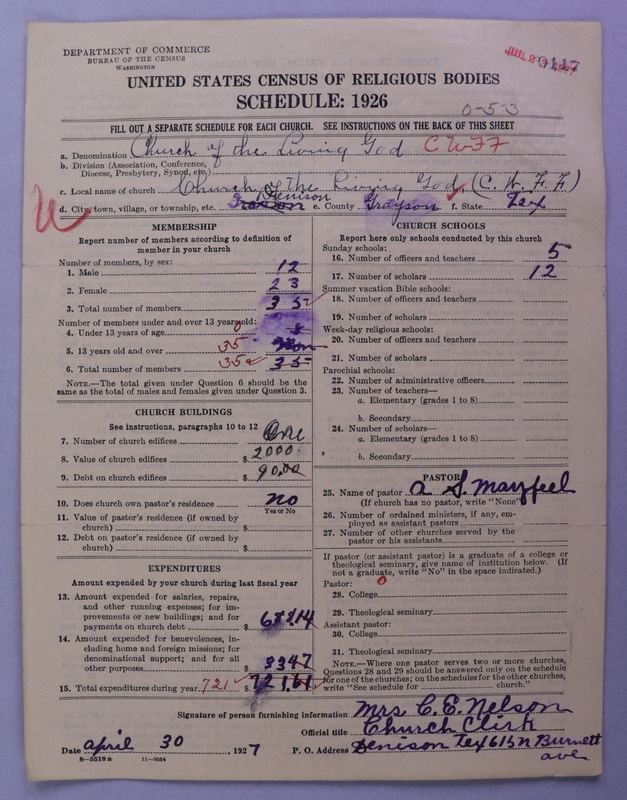 DEPARTMENT OF COMMERCE
BUREAU OF THE CENSUS
WASHINGTON
UNITED STATES CENSUS OF RELIGIOUS BODIES
SCHEDULE: 1926
0-5-3
FILL OUT A SEPARATE SCHEDULE FOR EACH CHURCH. SEE INSTRUCTIONS ON THE BACK OF THIS SHEET
a. Denomination Church of the Living God C W F F
b. Division (Association, Conference, Diocese, Presbytery, Synod, etc.)
c. Local name of church Church of the Living God (C. W. F. F)
d. City, town, village, or township, etc. Denison e. County Grayson f. State Tex
MEMBERSHIP
Report number of members according to definition of member in your church
Number of members, by sex:
1. Male 12
2. Female 23
3. Total number of members 35
Number of members under and over 13 years old:
4. Under 13 years of age 0
5. 13 years old and over 35
6. Total number of members 35 35
NOTE.—The total given under Question 6 should be the same as the total of males and females given under Question 3.
CHURCH BUILDINGS
See instructions, paragraphs 10 to 12
7. Number of church edifices One
8. Value of church edifices $ 2000.
9. Debt on church edifices $ 90.00
10. Does church own pastor's residence no
Yes or No
11. Value of pastor's residence (if owned by church) $
12. Debt on pastor's residence (if owned by church) $
EXPENDITURES
Amount expended by your church during last fiscal year
13. Amount expended for salaries, repairs, and other running expenses; for improvements or new buildings; and for payments on church debt $
14. Amount expended for benevolences, including home and foreign missions; for denominational support; and for all other purposes $
15. Total expenditures during year 721 $ 721.61
CHURCH SCHOOLS
Report here only schools conducted by this church
Sunday schools:
16. Number of officers and teachers 5
17. Number of scholars 12
Summer vacation Bible schools:
18. Number of officers and teachers
19. Number of scholars
Week-day religious schools:
20. Number of officers and teachers
21. Number of scholars
Parochial schools:
22. Number of administrative officers
23. Number of teachers—
a. Elementary (grades 1 to 8)
b. Secondary
24. Number of scholars—
a. Elementary (grades 1 to 8)
b. Secondary
PASTOR
25. Name of pastor A S.
(If church has no pastor, write "None")
26. Number of ordained ministers, if any, employed as assistant pastors
27. Number of other churches served by the pastor or his assistants
If pastor (or assistant pastor) is a graduate of a college or theological seminary, give name of institution below. (If not a graduate, write "No" in the space indicated.)
Pastor:
28. College 0
29. Theological seminary
Assistant pastor:
30. College
31. Theological seminary
NOTE.—Where one pastor serves two or more churches, Questions 28 and 29 should be answered only on the schedule for one of the churches; on the schedules for the other churches, write "See schedule for ........ church."
Signature of person furnishing information Mrs C. E. Nelson
Official title Church Clirk
Date April 30, 1927 P. O. Address Denison Tex 615 N Burnett ave
8—5518a 11—9054